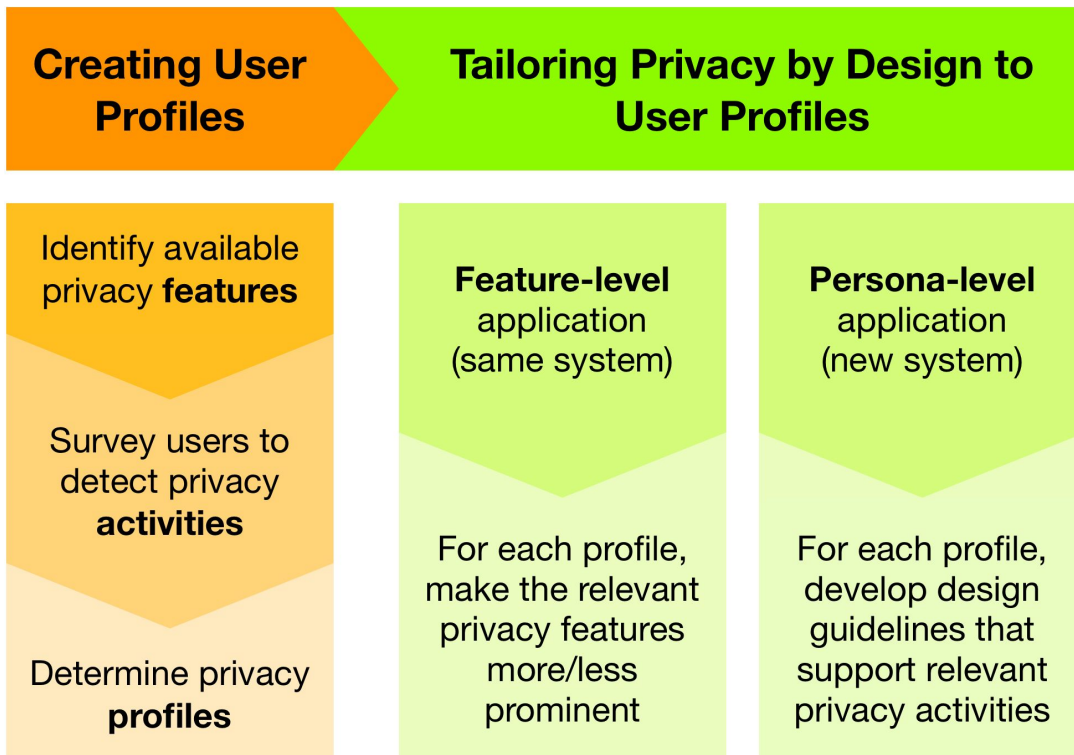 Creating User
Profiles
Tailoring Privacy by Design to
User Profiles
Identify available
privacy features
Survey users to
detect privacy
activities
Determine privacy
profiles
Feature-level
application
(same system)
For each profile,
make the relevant
privacy features
more/less
prominent
Persona-level
application
(new system)
For each profile,
develop design
guidelines that
support relevant
privacy activities